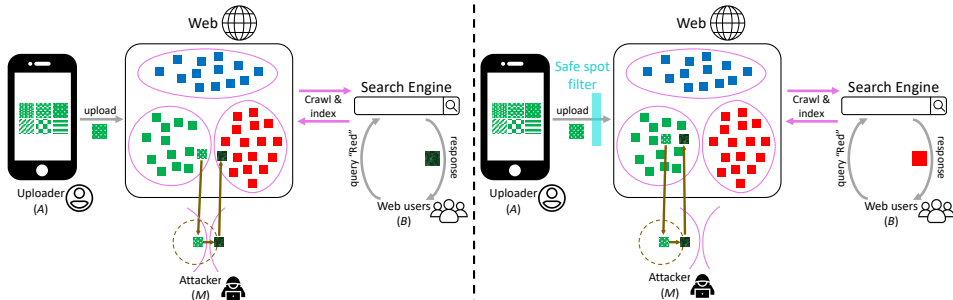 Web
upload
Crawl &
index
Search Engine
query "Red"
response
Uploader
(A)
Web users
(B)
Attacker
(M)
Web
Safe spot
filter
upload
Crawl &
index
Search Engine
query "Red"
response
Uploader
(A)
Web users
(B)
Attacker
(M)